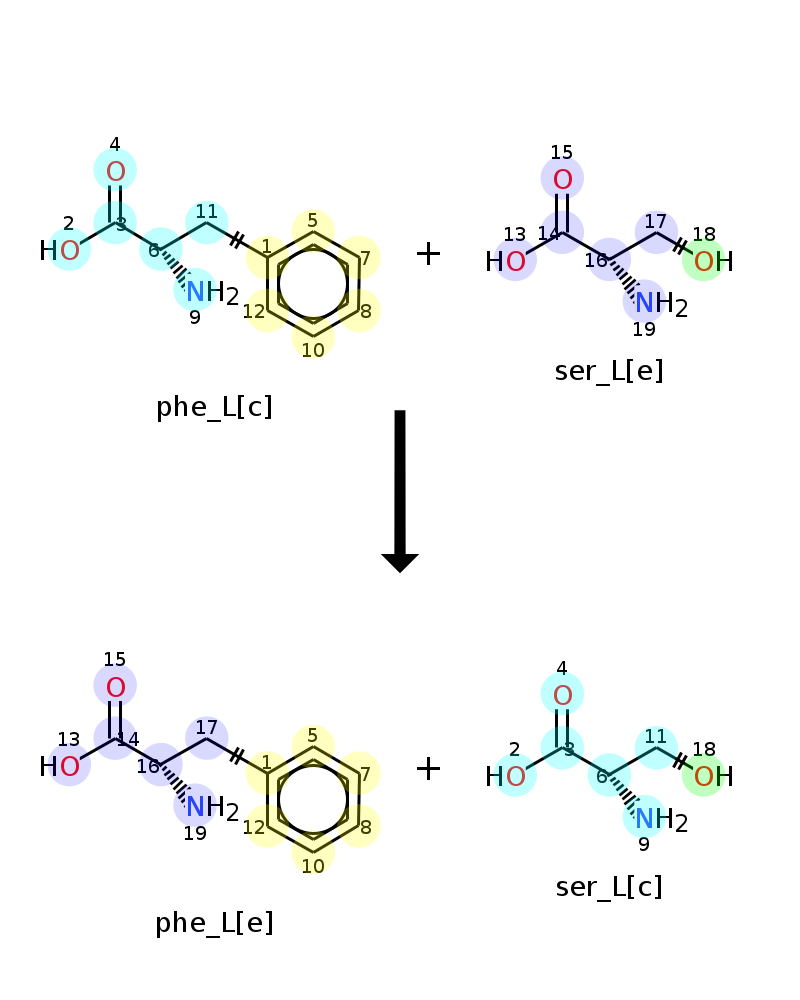 4 15
O O
2 3 11 5 13 14 17 18
HO 6 1 7 + HO 16 OH
NH2 12 8 NH2
9 10 19
ser_L[e]
phe_L[c]
15 4
O O
13 14 17 5 2 3 11 18
HO 16 1 7 + HO 6 OH
NH2 12 8 NH2
19 10 9
ser_L[c]
phe_L[e]